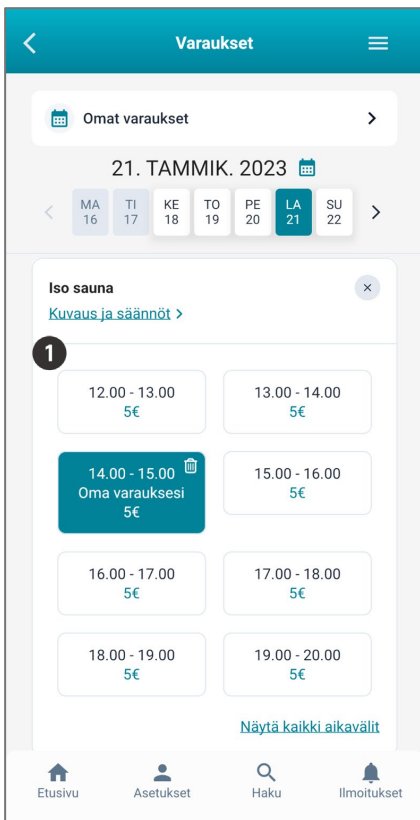 Varaukset
Omat varaukset
21. TAMMIK. 2023
MA TI KE TO PE LA SU
16 17 18 19 20 21 22
Iso sauna
Kuvaus ja säännöt >
1
12.00 - 13.00 13.00 - 14.00
5€ 5€
14.00 - 15.00 15.00 - 16.00
Oma varauksesi 5€
5€
16.00 - 17.00 17.00 - 18.00
5€ 5€
18.00 - 19.00 19.00 - 20.00
5€ 5€
Näytä kaikki aikavälit
Etusivu Asetukset Haku Ilmoitukset